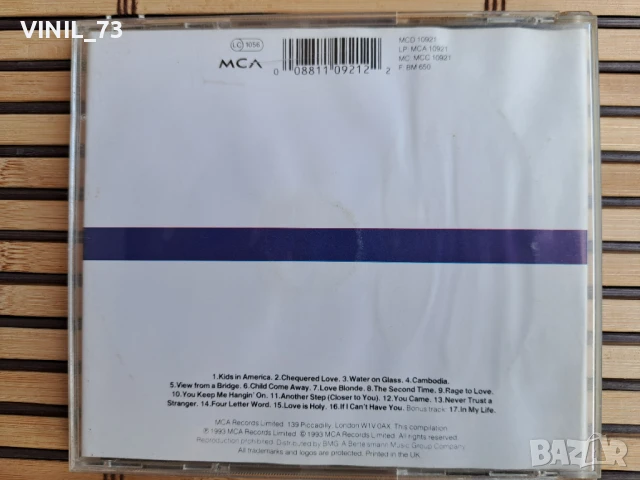 VINIL_73
LC 1056
MCA
0 08811 09212 2
MCD 10921
LP: MCA 10921
MC: MCC 10921
F: BM 650
1.Kids in America. 2.Chequered Love. 3.Water on Glass. 4.Cambodia.
5.View from a Bridge. 6.Child Come Away. 7.Love Blonde. 8.The Second Time. 9.Rage to Love.
10.You Keep Me Hangin' On. 11.Another Step (Closer to You). 12.You Came. 13.Never Trust a
Stranger. 14.Four Letter Word. 15.Love is Holy. 16.If I Can't Have You. Bonus track: 17.In My Life.
MCA Records Limited. 139 Piccadilly, London W1V 0AX. This compilation
℗ 1993 MCA Records Limited. © 1993 MCA Records Limited. All rights reserved.
Reproduction prohibited. Distributed by BMG. A Bertelsmann Music Group Company.
All trademarks and logos are protected. Printed in the UK.
BAZAR